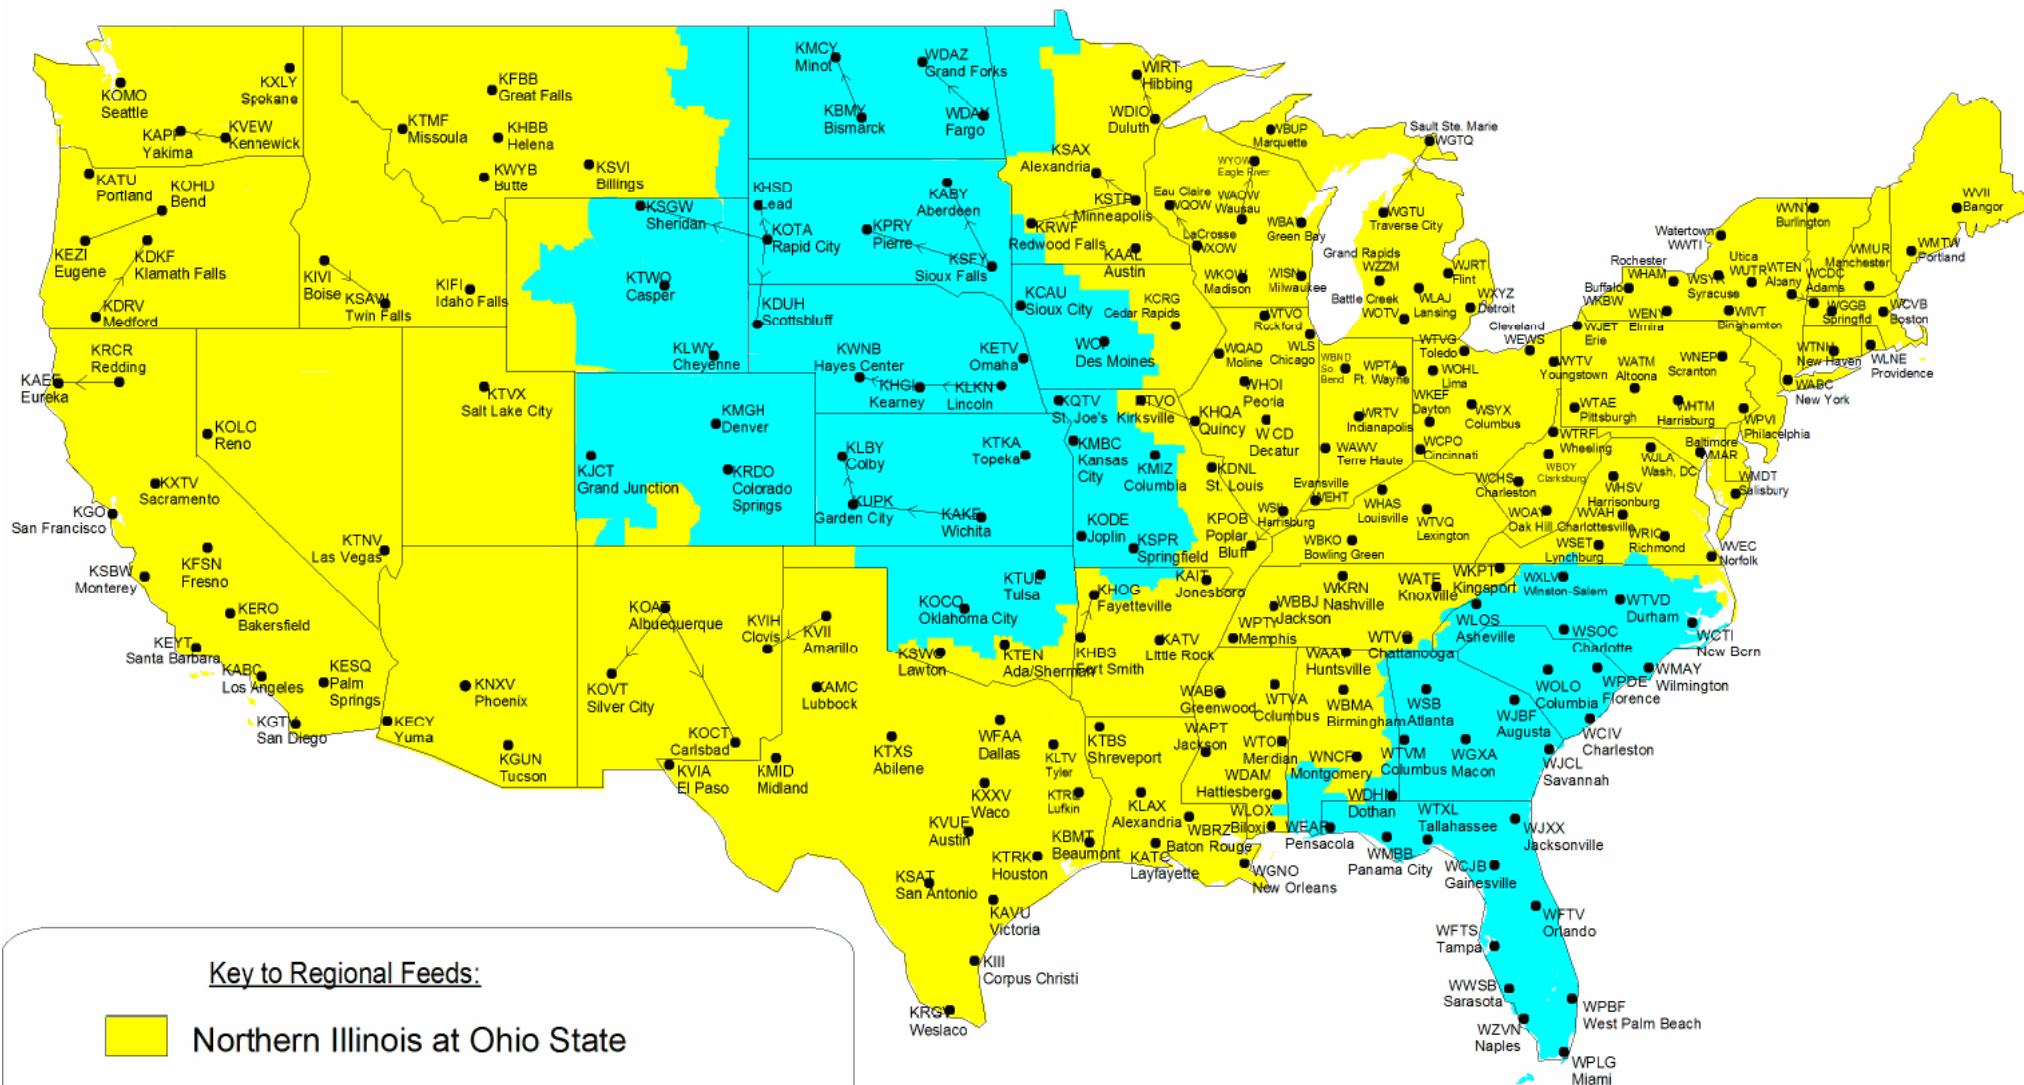 KOMO
Seattle
KXLY
Spokane
KAPP
Yakima
KVEW
Kennewick
KATU
Portland
KOHD
Bend
KEZI
Eugene
KDKF
Klamath Falls
KDRV
Medford
KFBB
Great Falls
KTMF
Missoula
KHBB
Helena
KWYB
Butte
KSVI
Billings
KIVI
Boise
KSAW
Twin Falls
KIFI
Idaho Falls
KRCR
Redding
KAEF
Eureka
KOLO
Reno
KTVX
Salt Lake City
KXTV
Sacramento
KGO
San Francisco
KFSN
Fresno
KSBW
Monterey
KTNV
Las Vegas
KERO
Bakersfield
KEYT
Santa Barbara
KABC
Los Angeles
KESQ
Palm
Springs
KGTV
San Diego
KECY
Yuma
KNXV
Phoenix
KGUN
Tucson
KMCY
Minot
WDAZ
Grand Forks
KBMY
Bismarck
WDAY
Fargo
KHSD
Lead
KSGW
Sheridan
KOTA
Rapid City
KABY
Aberdeen
KPRY
Pierre
KSFY
Sioux Falls
KTWO
Casper
KDUH
Scottsbluff
KLWY
Cheyenne
KWNB
Hayes Center
KETV
Omaha
KHGI
Kearney
KLKN
Lincoln
KMGH
Denver
KJCT
Grand Junction
KRDO
Colorado
Springs
KLBY
Colby
KTKA
Topeka
KUPK
Garden City
KAKE
Wichita
KOAT
Albuequerque
KVIH
Clovis
KVII
Amarillo
KOVT
Silver City
KOCT
Carlsbad
KVIA
El Paso
KMID
Midland
KAMC
Lubbock
KTUL
Tulsa
KOCO
Oklahoma City
KSWO
Lawton
KTEN
Ada/Sherman
KTXS
Abilene
WFAA
Dallas
KLTV
Tyler
KXXV
Waco
KTRE
Lufkin
KVUE
Austin
KBMT
Beaumont
KTRK
Houston
KSAT
San Antonio
KAVU
Victoria
KIII
Corpus Christi
KRGV
Weslaco
WIRT
Hibbing
WDIO
Duluth
KSAX
Alexandria
KSTP
Minneapolis
KRWF
Redwood Falls
KAAL
Austin
KCAU
Sioux City
KCRG
Cedar Rapids
WOI
Des Moines
KQTV
St. Joe's
KTVO
Kirksville
KMBC
Kansas
City
KMIZ
Columbia
KHQA
Quincy
KDNL
St. Louis
KODE
Joplin
KSPR
Springfield
KPOB
Poplar
Bluff
KAIT
Jonesboro
KHOG
Fayetteville
KHBS
Fort Smith
KATV
Little Rock
KTBS
Shreveport
KLAX
Alexandria
KATC
Layfayette
WBRZ
Baton Rouge
WGNO
New Orleans
WBUP
Marquette
WYOW
Eagle River
Eau Claire
WQOW
WAOW
Wausau
LaCrosse
WXOW
WBAY
Green Bay
WKOW
Madison
WISN
Milwaukee
WTVO
Rockford
WLS
Chicago
WQAD
Moline
WHOI
Peoria
WICD
Decatur
WSIL
Harrisburg
Sault Ste. Marie
WGTQ
WGTU
Traverse City
Grand Rapids
WZZM
WJRT
Flint
Battle Creek
WOTV
WLAJ
Lansing
WXYZ
Detroit
WBND
So.
Bend
WPTA
Ft. Wayne
WRTV
Indianapolis
WAWV
Terre Haute
Evansville
WEHT
WTVG
Toledo
WOHL
Lima
Cleveland
WEWS
WKEF
Dayton
WSYX
Columbus
WCPO
Cincinnati
WYTV
Youngstown
WTRF
Wheeling
WHAS
Louisville
WTVQ
Lexington
WBKO
Bowling Green
WCHS
Charleston
WBOY
Clarksburg
WOAY
Oak Hill
WKRN
Nashville
WBBJ
Jackson
WPTY
Memphis
WATE
Knoxville
WKPT
Kingsport
WTVC
Chattanooga
WAAY
Huntsville
WABG
Greenwood
WTVA
Columbus
WAPT
Jackson
WTOK
Meridian
WDAM
Hattiesberg
WLOX
Biloxi
WBMA
Birmingham
WNCF
Montgomery
WDHN
Dothan
WEAR
Pensacola
WMBB
Panama City
WTXL
Tallahassee
WSB
Atlanta
WTVM
Columbus
WGXA
Macon
WJBF
Augusta
WJCL
Savannah
WJXX
Jacksonville
WCJB
Gainesville
WFTV
Orlando
WFTS
Tampa
WWSB
Sarasota
WPBF
West Palm Beach
WZVN
Naples
WPLG
Miami
WXLV
Winston-Salem
WTVD
Durham
WLOS
Asheville
WSOC
Charlotte
WCTI
New Bern
WOLO
Columbia
WPDE
Florence
WMAY
Wilmington
WCIV
Charleston
WJLA
Wash, DC
Baltimore
WMAR
WMDT
Salisbury
WHSV
Harrisonburg
WVAH
Charlottesville
WRIC
Richmond
WSET
Lynchburg
WVEC
Norfolk
WJET
Erie
WATM
Altoona
WNEP
Scranton
WTAE
Pittsburgh
WHTM
Harrisburg
WPVI
Philadelphia
Watertown
WWTI
Rochester
WHAM
Buffalo
WKBW
WSYR
Syracuse
Utica
WUTR
WTEN
Albany
WENY
Elmira
WIVT
Binghamton
WABC
New York
WVNY
Burlington
WCDC
Adams
WMUR
Manchester
WMTW
Portland
WVII
Bangor
WGGB
Springfld
WCVB
Boston
WTNH
New Haven
WLNE
Providence
Key to Regional Feeds:
Northern Illinois at Ohio State